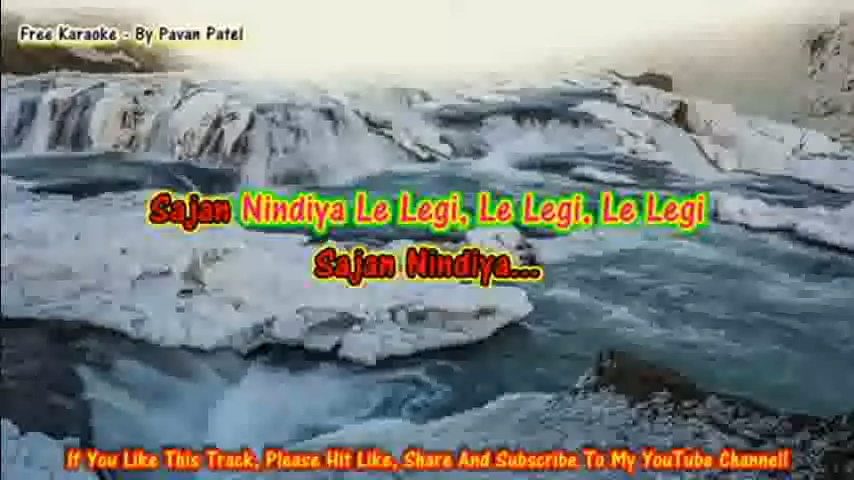 Free Karaoke - By Pavan Patel
Sajan Nindiya Le Legi, Le Legi, Le Legi
Sajan Nindiya...
If You Like This Track, Please Hit Like, Share And Subscribe To My YouTube Channel!